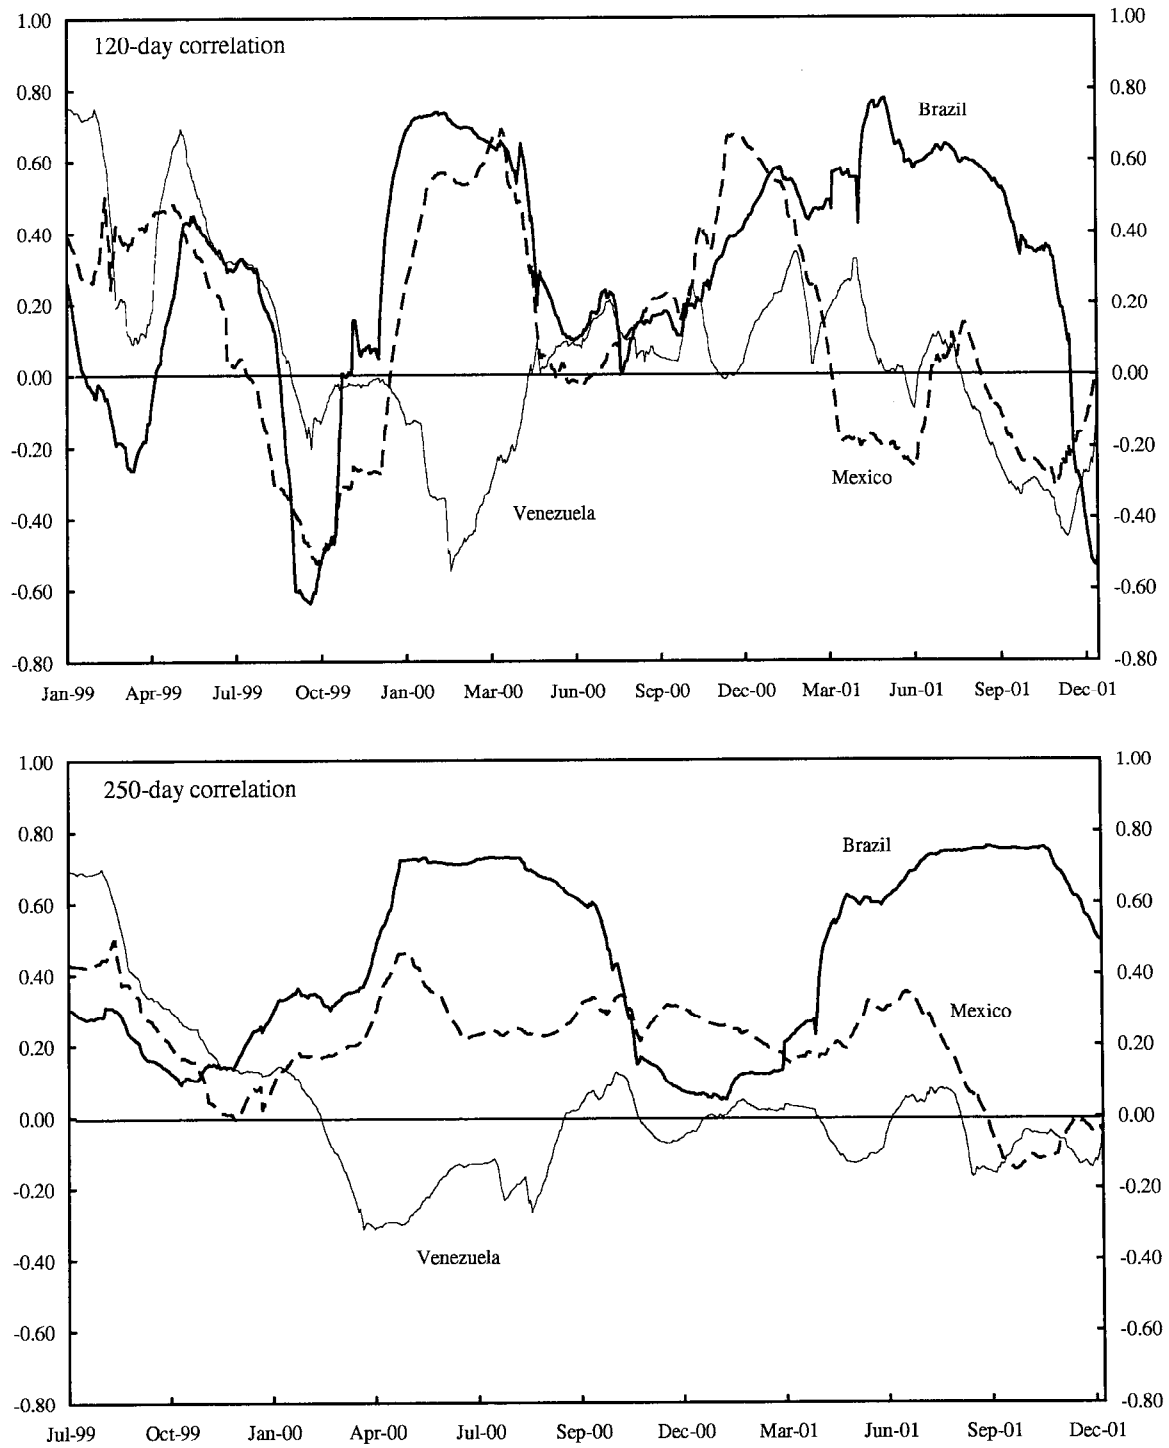 1.00 1.00
120-day correlation
0.80 0.80
Brazil
0.60 0.60
0.40 0.40
0.20 0.20
0.00 0.00
-0.20 -0.20
Mexico
Venezuela
-0.40 -0.40
-0.60 -0.60
-0.80 -0.80
Jan-99 Apr-99 Jul-99 Oct-99 Jan-00 Mar-00 Jun-00 Sep-00 Dec-00 Mar-01 Jun-01 Sep-01 Dec-01
1.00 1.00
250-day correlation
0.80 0.80
Brazil
0.60 0.60
0.40 0.40
Mexico
0.20 0.20
0.00 0.00
-0.20 -0.20
Venezuela
-0.40 -0.40
-0.60 -0.60
-0.80 -0.80
Jul-99 Oct-99 Jan-00 Apr-00 Jul-00 Sep-00 Dec-00 Mar-01 Jun-01 Sep-01 Dec-01